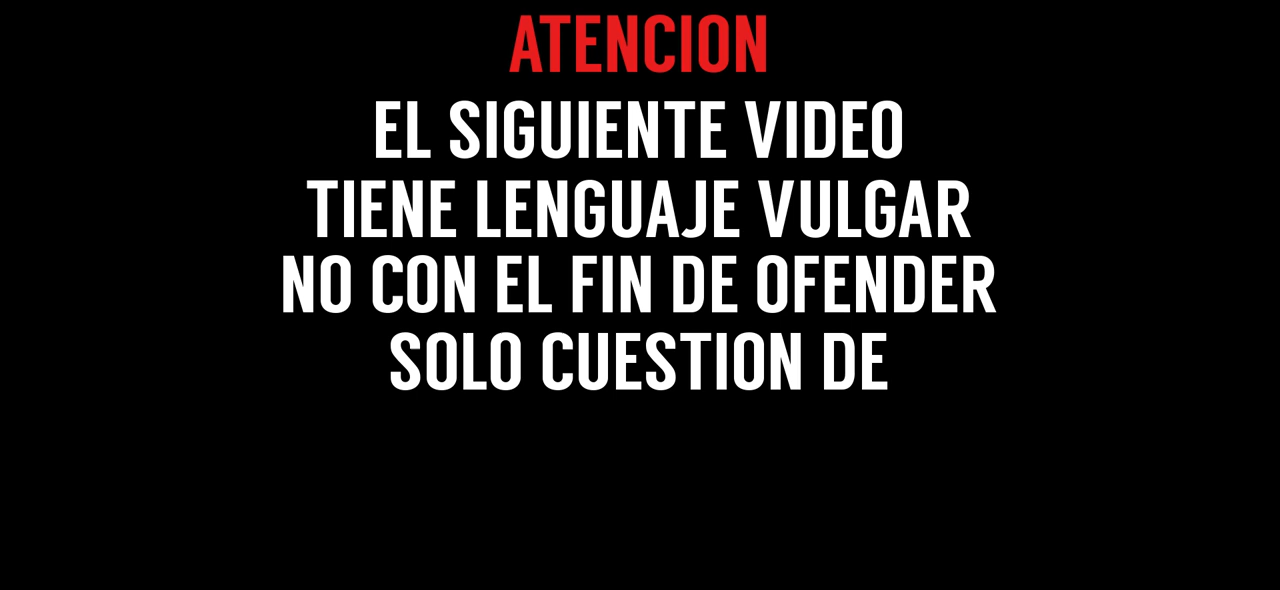 ATENCION
EL SIGUIENTE VIDEO
TIENE LENGUAJE VULGAR
NO CON EL FIN DE OFENDER
SOLO CUESTION DE